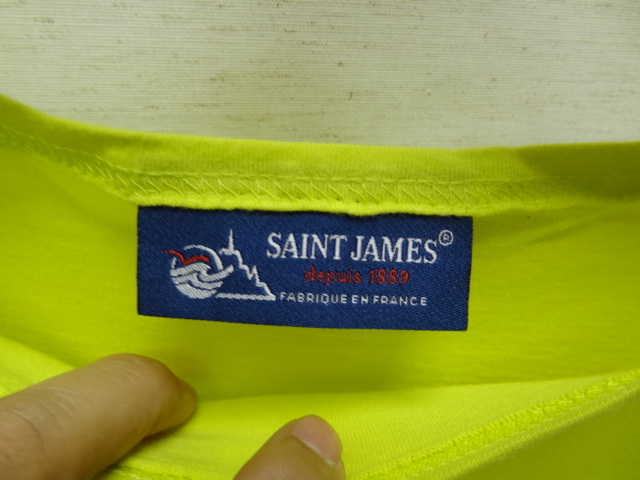 SAINT JAMES®
depuis 1889
FABRIQUE EN FRANCE